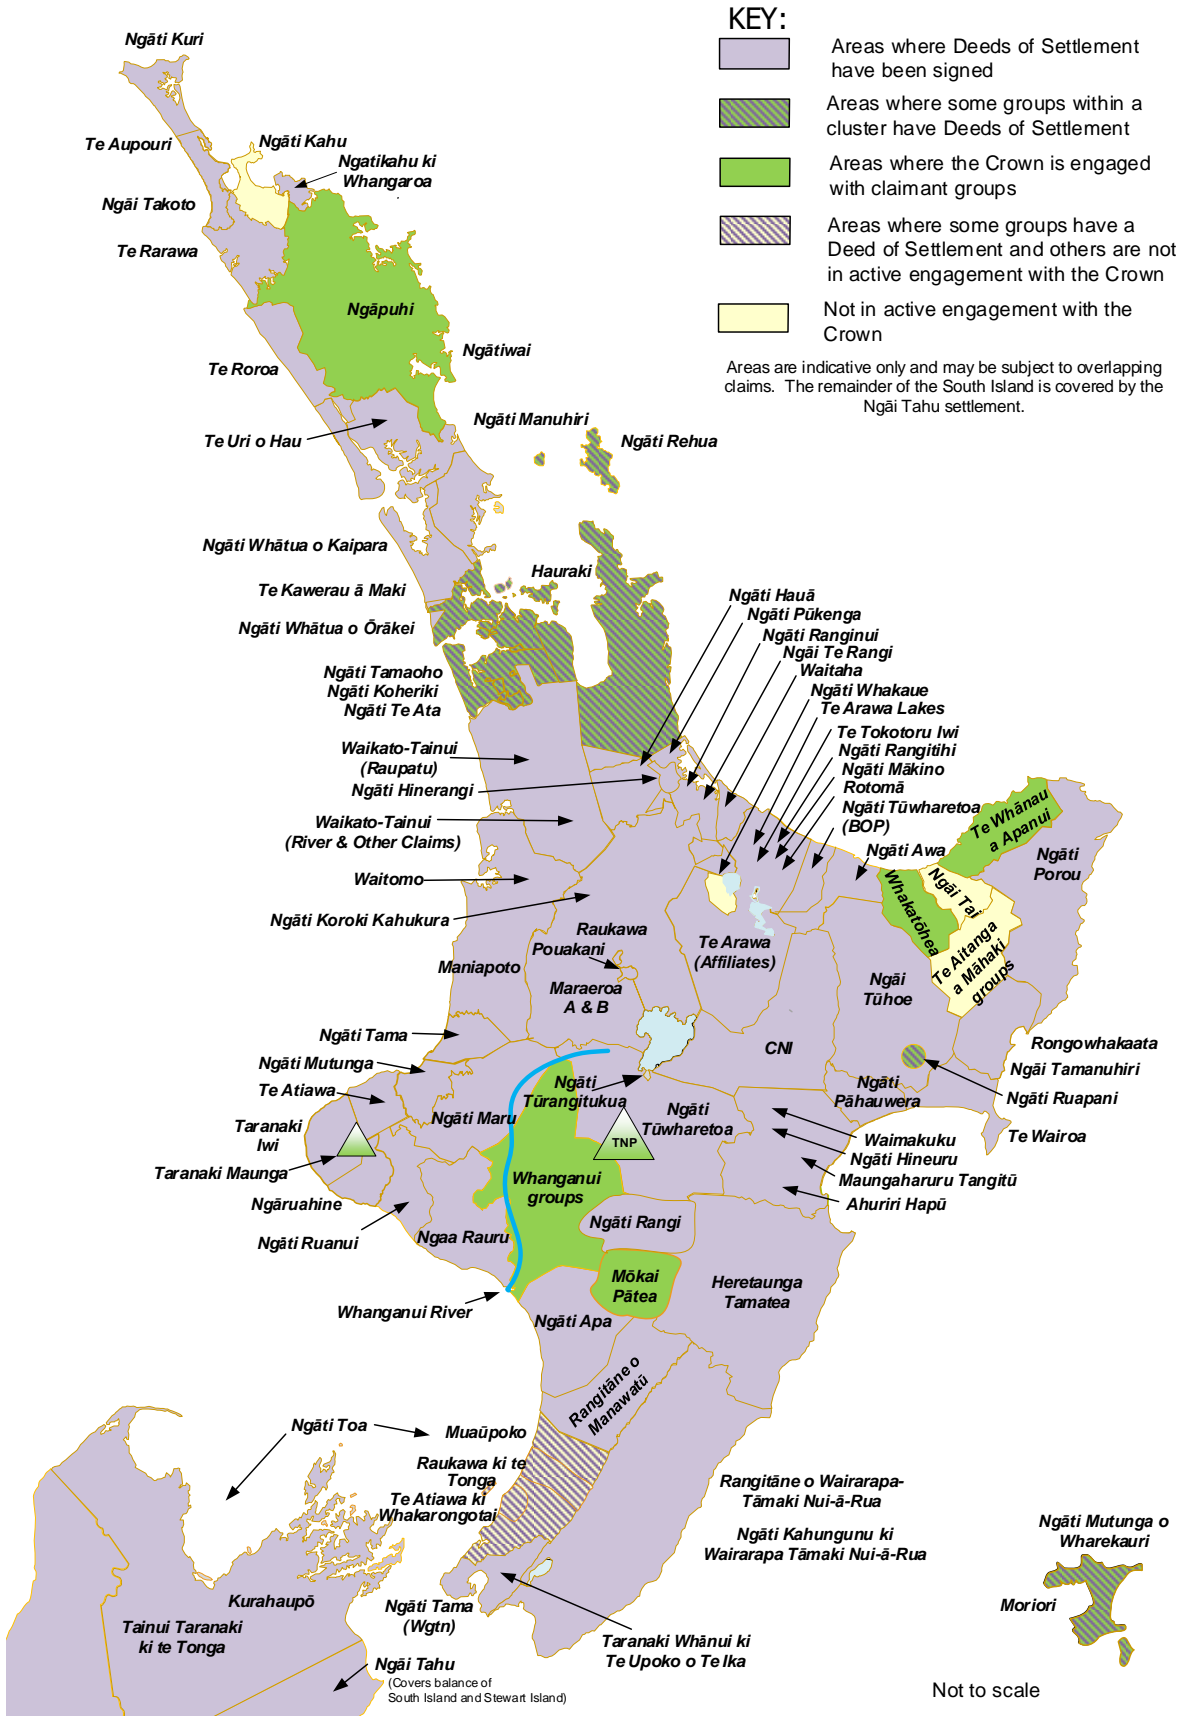 KEY:
Areas where Deeds of Settlement
have been signed
Areas where some groups within a
cluster have Deeds of Settlement
Areas where the Crown is engaged
with claimant groups
Areas where some groups have a
Deed of Settlement and others are not
in active engagement with the Crown
Not in active engagement with the
Crown
Areas are indicative only and may be subject to overlapping
claims. The remainder of the South Island is covered by the
Ngāi Tahu settlement.
Ngāti Kuri
Te Aupouri
Ngāti Kahu
Ngatikahu ki
Whangaroa
Ngāi Takoto
Te Rarawa
Ngāpuhi
Ngātiwai
Te Roroa
Ngāti Manuhiri
Te Uri o Hau
Ngāti Rehua
Ngāti Whātua o Kaipara
Hauraki
Te Kawerau ā Maki
Ngāti Whātua o Ōrākei
Ngāti Hauā
Ngāti Pūkenga
Ngāti Ranginui
Ngāi Te Rangi
Waitaha
Ngāti Whakaue
Te Arawa Lakes
Te Tokotoru Iwi
Ngāti Rangitihi
Ngāti Mākino
Rotomā
Ngāti Tūwharetoa
(BOP)
Ngāti Awa
Ngāti Tamaoho
Ngāti Koheriki
Ngāti Te Ata
Waikato-Tainui
(Raupatu)
Ngāti Hinerangi
Waikato-Tainui
(River & Other Claims)
Waitomo
Ngāti Koroki Kahukura
Te Whānau
a Apanui
Ngāti
Porou
Ngāi Tai
Whakatōhea
Te Aitanga
a Māhaki
groups
Raukawa
Pouakani
Maraeroa
A & B
Maniapoto
Te Arawa
(Affiliates)
Ngāi
Tūhoe
Ngāti Tama
CNI
Rongowhakaata
Ngāi Tamanuhiri
Ngāti Mutunga
Te Atiawa
Ngāti
Tūrangitukua
Ngāti
Pāhauwera
Ngāti Ruapani
Taranaki
Iwi
Ngāti Maru
TNP
Ngāti
Tūwharetoa
Te Wairoa
Waimakuku
Ngāti Hineuru
Maungaharuru Tangitū
Ahuriri Hapū
Taranaki Maunga
Whanganui
groups
Ngāruahine
Ngāti Ruanui
Ngaa Rauru
Ngāti Rangi
Mōkai
Pātea
Heretaunga
Tamatea
Whanganui River
Ngāti Apa
Rangitāne o
Manawatū
Ngāti Toa
Muaūpoko
Raukawa ki te
Tonga
Te Atiawa ki
Whakarongotai
Rangitāne o Wairarapa-
Tāmaki Nui-ā-Rua
Ngāti Kahungunu ki
Wairarapa Tāmaki Nui-ā-Rua
Ngāti Mutunga o
Wharekauri
Moriori
Kurahaupō
Tainui Taranaki
ki te Tonga
Ngāti Tama
(Wgtn)
Taranaki Whānui ki
Te Upoko o Te Ika
Ngāi Tahu
(Covers balance of
South Island and Stewart Island)
Not to scale